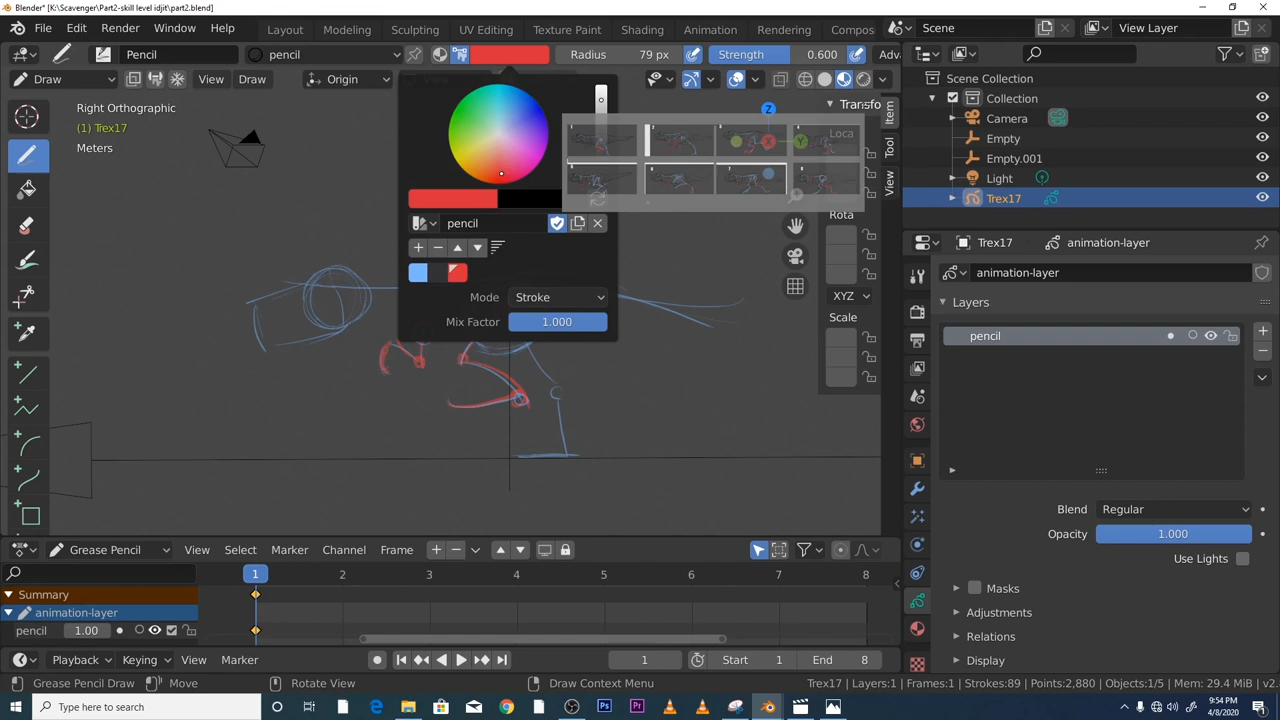 Blender* [K:\Scavenger\Part2-skill level idjit\part2.blend]
File Edit Render Window Help Layout Modeling Sculpting UV Editing Texture Paint Shading Animation Rendering Compos Scene View Layer
Pencil pencil Radius 79 px Strength 0.600 Adv
Draw View Draw Origin
Right Orthographic
(1) Trex17
Meters
Transfo
Loca
Rota
XYZ
Scale
Item
Tool
View
Z
X
Y
pencil
Mode Stroke
Mix Factor 1.000
Scene Collection
Collection
Camera
Empty
Empty.001
Light
Trex17
Trex17 animation-layer
animation-layer
Layers
pencil
Blend Regular
Opacity 1.000
Use Lights
Masks
Adjustments
Relations
Display
Grease Pencil View Select Marker Channel Frame
1 2 3 4 5 6 7 8
Summary
animation-layer
pencil 1.00
Playback Keying View Marker 1 Start 1 End 8
Grease Pencil Draw Move Rotate View Draw Context Menu Trex17 | Layers:1 | Frames:1 | Strokes:89 | Points:2,880 | Objects:1/5 | Mem: 29.4 MiB | v2.
Type here to search
9:54 PM
4/8/2020